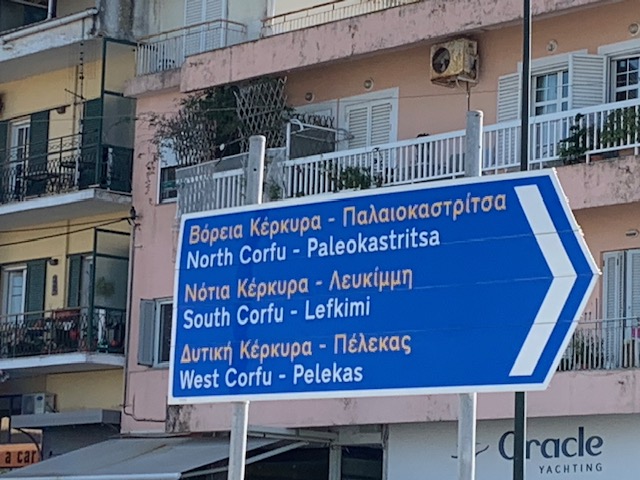 Βόρεια Κέρκυρα - Παλαιοκαστρίτσα
North Corfu - Paleokastritsa
Νότια Κέρκυρα - Λευκίμμη
South Corfu - Lefkimi
Δυτική Κέρκυρα - Πέλεκας
West Corfu - Pelekas
a car
Oracle
YACHTING